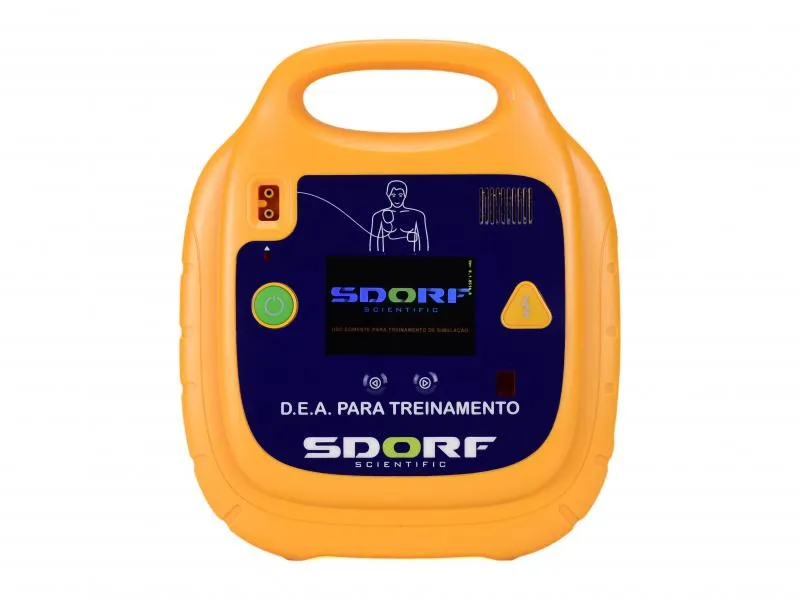 SDORF
SCIENTIFIC
USO SOMENTE PARA TREINAMENTO DE SIMULAÇÃO
D.E.A. PARA TREINAMENTO
SDORF
SCIENTIFIC